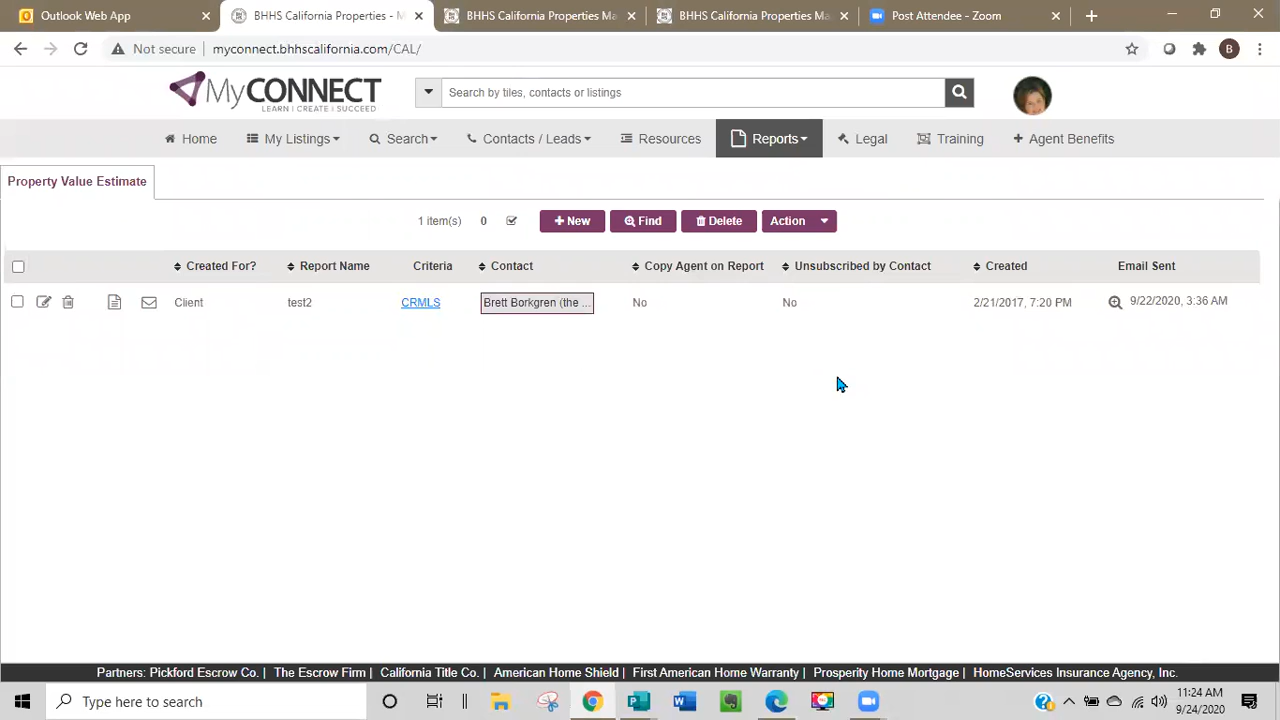 Outlook Web App
BHHS California Properties - M
BHHS California Properties Ma
BHHS California Properties Ma
Post Attendee - Zoom
Not secure
myconnect.bhhscalifornia.com/CAL/
B
MyCONNECT
LEARN | CREATE | SUCCEED
Search by tiles, contacts or listings
Home
My Listings
Search
Contacts / Leads
Resources
Reports
Legal
Training
Agent Benefits
Property Value Estimate
1 item(s)
0
New
Find
Delete
Action
Created For?
Report Name
Criteria
Contact
Copy Agent on Report
Unsubscribed by Contact
Created
Email Sent
Client
test2
CRMLS
Brett Borkgren (the ...
No
No
2/21/2017, 7:20 PM
9/22/2020, 3:36 AM
Partners: Pickford Escrow Co. | The Escrow Firm | California Title Co. | American Home Shield | First American Home Warranty | Prosperity Home Mortgage | HomeServices Insurance Agency, Inc.
Type here to search
11:24 AM
9/24/2020